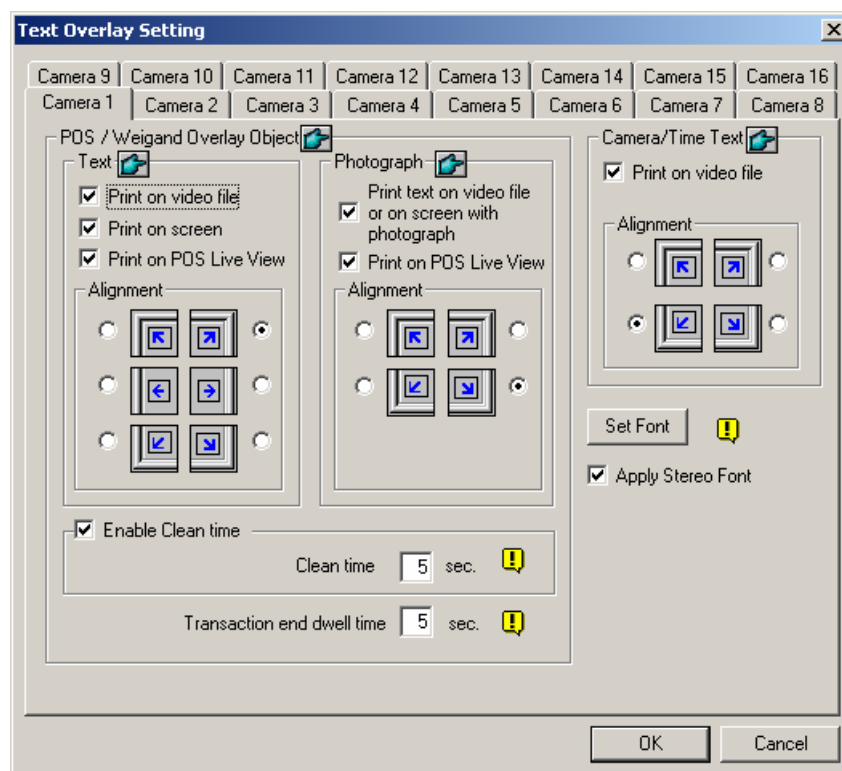 Text Overlay Setting
Camera 9 Camera 10 Camera 11 Camera 12 Camera 13 Camera 14 Camera 15 Camera 16
Camera 1 Camera 2 Camera 3 Camera 4 Camera 5 Camera 6 Camera 7 Camera 8
POS / Weigand Overlay Object
Text
Print on video file
Print on screen
Print on POS Live View
Alignment
Photograph
Print text on video file
or on screen with
photograph
Print on POS Live View
Alignment
Enable Clean time
Clean time 5 sec.
Transaction end dwell time 5 sec.
Camera/Time Text
Print on video file
Alignment
Set Font
Apply Stereo Font
OK Cancel